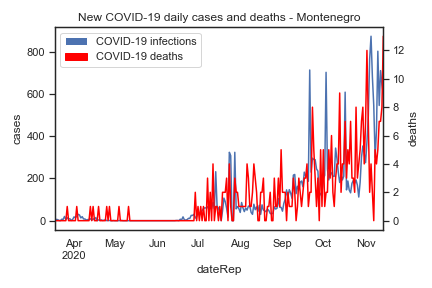 New COVID-19 daily cases and deaths - Montenegro
COVID-19 infections
COVID-19 deaths
800
600
400
200
0
cases
12
10
8
6
4
2
0
deaths
Apr May Jun Jul Aug Sep Oct Nov
2020
dateRep